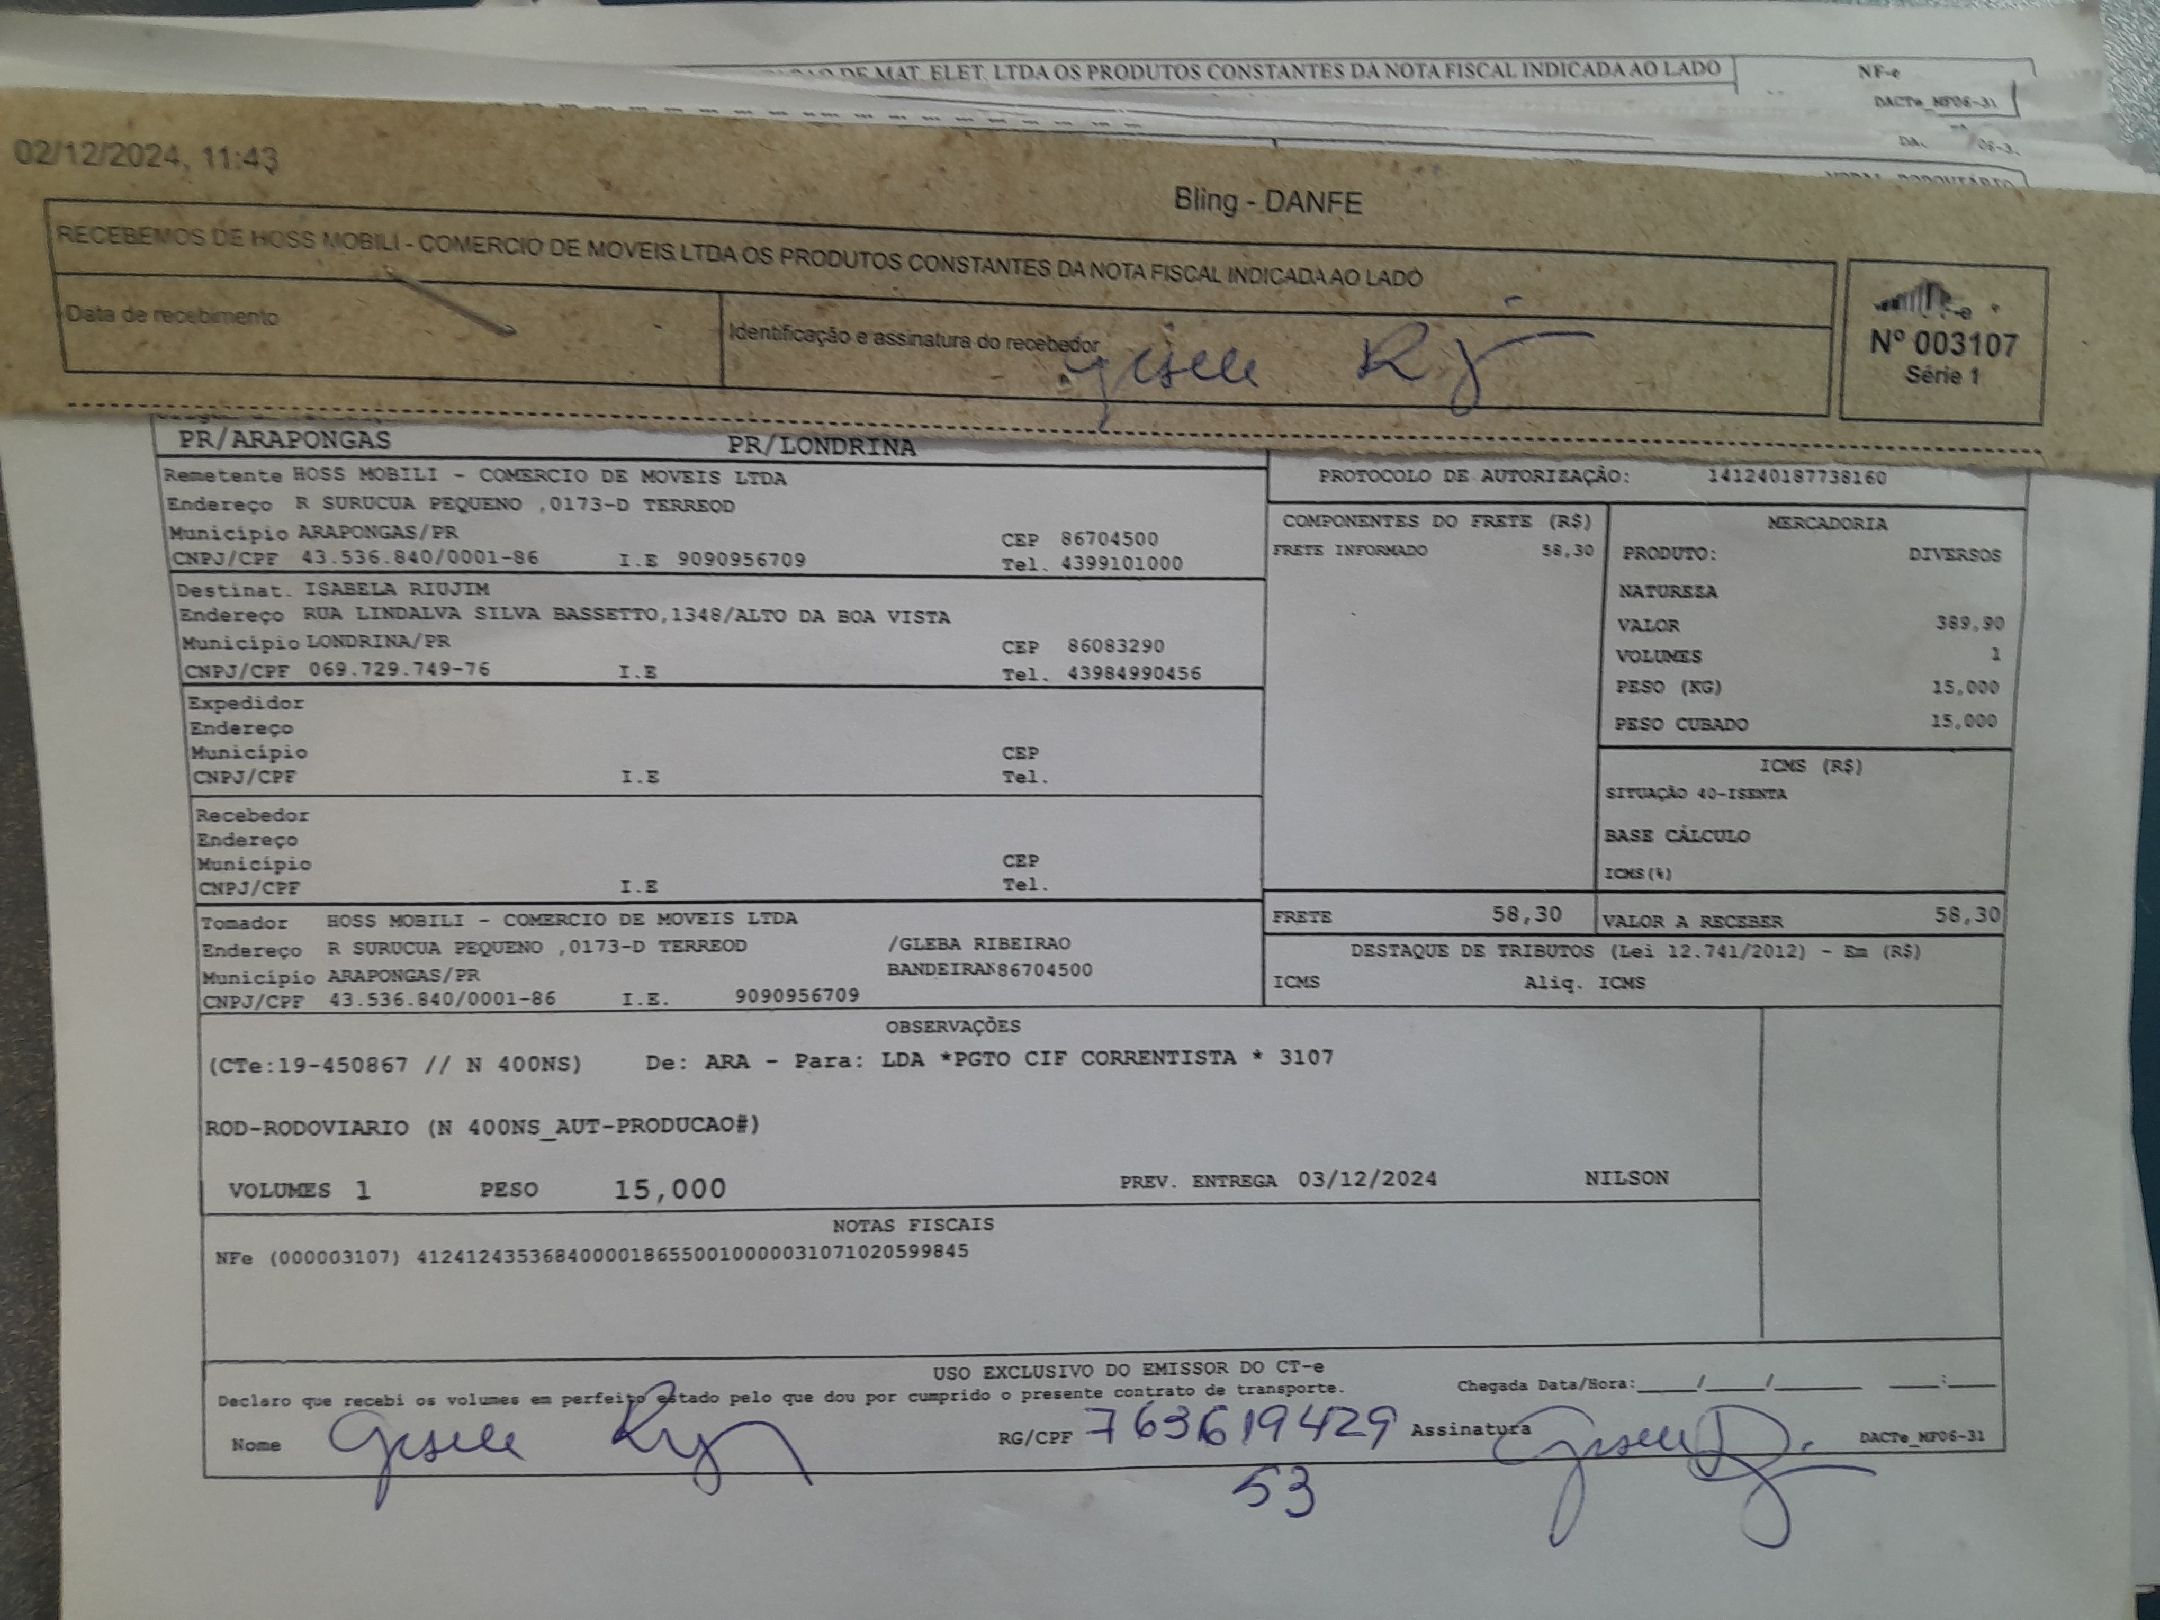 DE MAT. ELET. LTDA OS PRODUTOS CONSTANTES DA NOTA FISCAL INDICADA AO LADO
NF-e
DACTe_MF06-31
02/12/2024, 11:43
Bling - DANFE
RECEBEMOS DE HOSS MOBILI - COMERCIO DE MOVEIS LTDA OS PRODUTOS CONSTANTES DA NOTA FISCAL INDICADA AO LADO
Data de recebimento
Identificação e assinatura do recebedor
Gisele
Nº 003107
Série 1
PR/ARAPONGAS PR/LONDRINA
Remetente HOSS MOBILI - COMERCIO DE MOVEIS LTDA
Endereço R SURUCUA PEQUENO ,0173-D TERREOD
Município ARAPONGAS/PR CEP 86704500
CNPJ/CPF 43.536.840/0001-86 I.E 9090956709 Tel. 4399101000
Destinat. ISABELA RIUJIM
Endereço RUA LINDALVA SILVA BASSETTO,1348/ALTO DA BOA VISTA
Município LONDRINA/PR CEP 86083290
CNPJ/CPF 069.729.749-76 I.E Tel. 43984990456
Expedidor
Endereço
Município CEP
CNPJ/CPF I.E Tel.
Recebedor
Endereço
Município CEP
CNPJ/CPF I.E Tel.
Tomador HOSS MOBILI - COMERCIO DE MOVEIS LTDA
Endereço R SURUCUA PEQUENO ,0173-D TERREOD /GLEBA RIBEIRAO
Município ARAPONGAS/PR BANDEIRAN86704500
CNPJ/CPF 43.536.840/0001-86 I.E. 9090956709
PROTOCOLO DE AUTORIZAÇÃO: 141240187738160
COMPONENTES DO FRETE (R$)
FRETE INFORMADO 58,30
MERCADORIA
PRODUTO: DIVERSOS
NATUREZA
VALOR 389,90
VOLUMES 1
PESO (KG) 15,000
PESO CUBADO 15,000
ICMS (R$)
SITUAÇÃO 40-ISENTA
BASE CÁLCULO
ICMS(%)
FRETE 58,30 VALOR A RECEBER 58,30
DESTAQUE DE TRIBUTOS (Lei 12.741/2012) - Em (R$)
ICMS Aliq. ICMS
OBSERVAÇÕES
(CTe:19-450867 // N 400NS) De: ARA - Para: LDA *PGTO CIF CORRENTISTA * 3107
ROD-RODOVIARIO (N 400NS_AUT-PRODUCAO#)
VOLUMES 1 PESO 15,000 PREV. ENTREGA 03/12/2024 NILSON
NOTAS FISCAIS
NFe (000003107) 41241243536840000186550010000031071020599845
USO EXCLUSIVO DO EMISSOR DO CT-e
Declaro que recebi os volumes em perfeito estado pelo que dou por cumprido o presente contrato de transporte. Chegada Data/Hora:____/____/______ ___:___
Nome Gisele RG/CPF 763619429 Assinatura Gisele DACTe_MF06-31
53